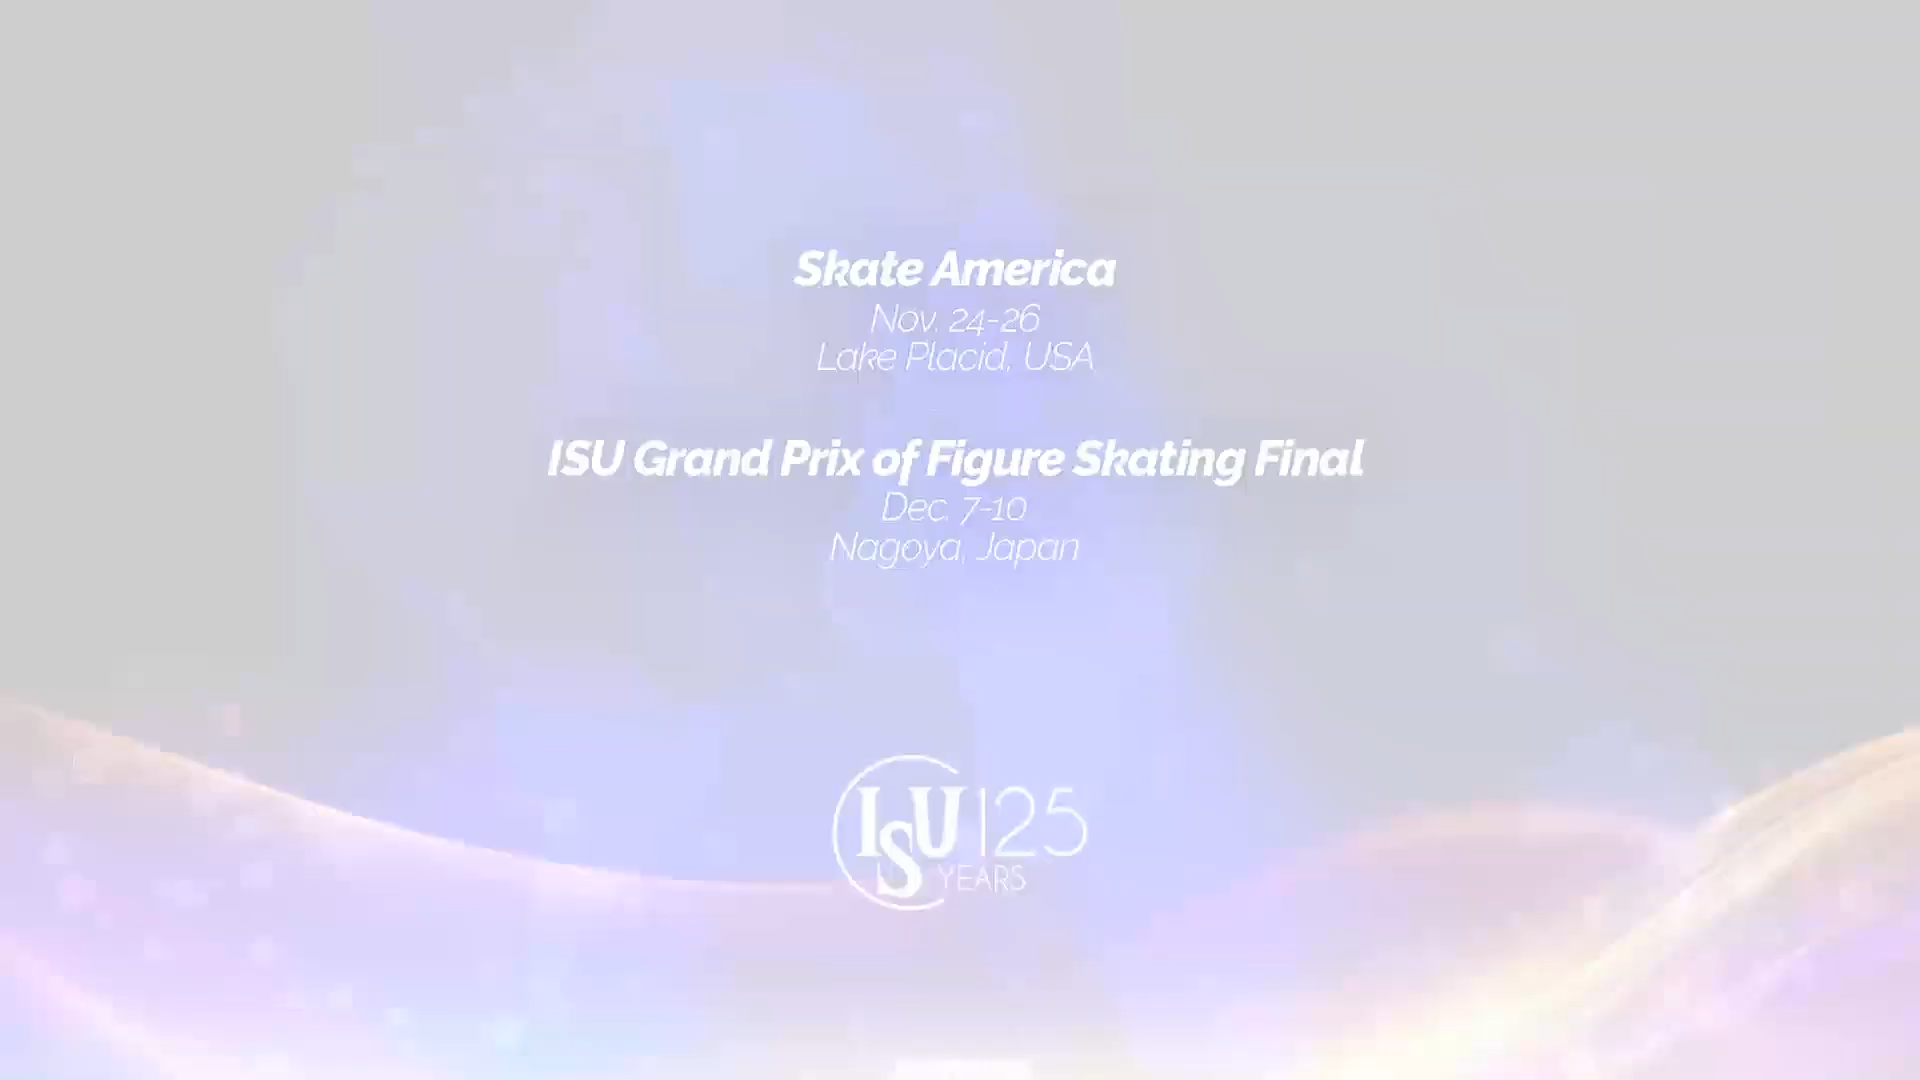 Skate America
Nov. 24-26
Lake Placid, USA
ISU Grand Prix of Figure Skating Final
Dec. 7-10
Nagoya, Japan
ISU 125
YEARS